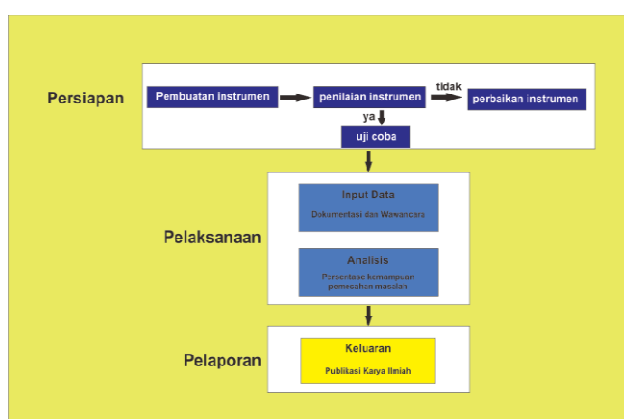 tidak
Persiapan
Pembuatan Instrumen
penilaian instrumen
perbaikan instrumen
ya
uji coba
Pelaksanaan
Input Data
Dokumentasi dan Wawancara
Analisis
Persentase kemampuan
pemecahan masalah
Pelaporan
Keluaran
Publikasi Karya Ilmiah